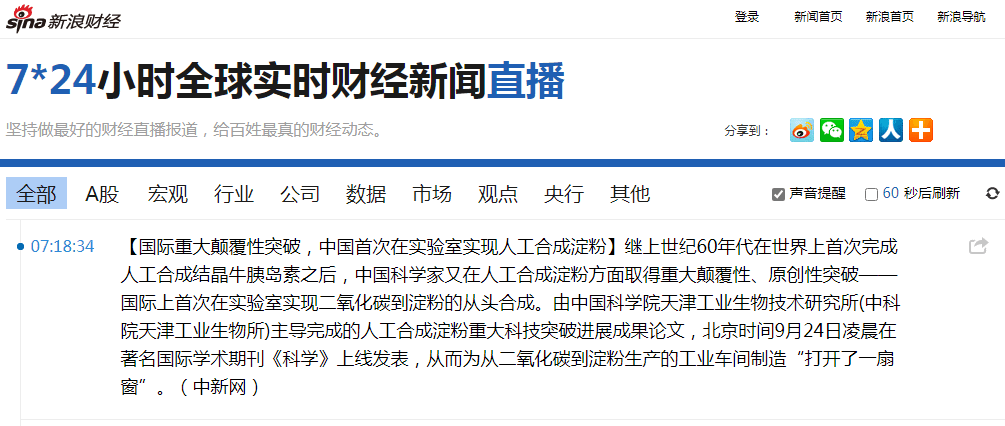 sina新浪财经
登录 新闻首页 新浪首页 新浪导航
7*24小时全球实时财经新闻直播
坚持做最好的财经直播报道，给百姓最真的财经动态。
分享到：
全部 A股 宏观 行业 公司 数据 市场 观点 央行 其他
声音提醒 60 秒后刷新
07:18:34
【国际重大颠覆性突破，中国首次在实验室实现人工合成淀粉】继上世纪60年代在世界上首次完成
人工合成结晶牛胰岛素之后，中国科学家又在人工合成淀粉方面取得重大颠覆性、原创性突破——
国际上首次在实验室实现二氧化碳到淀粉的从头合成。由中国科学院天津工业生物技术研究所(中科
院天津工业生物所)主导完成的人工合成淀粉重大科技突破进展成果论文，北京时间9月24日凌晨在
著名国际学术期刊《科学》上线发表，从而为从二氧化碳到淀粉生产的工业车间制造“打开了一扇
窗”。（中新网）